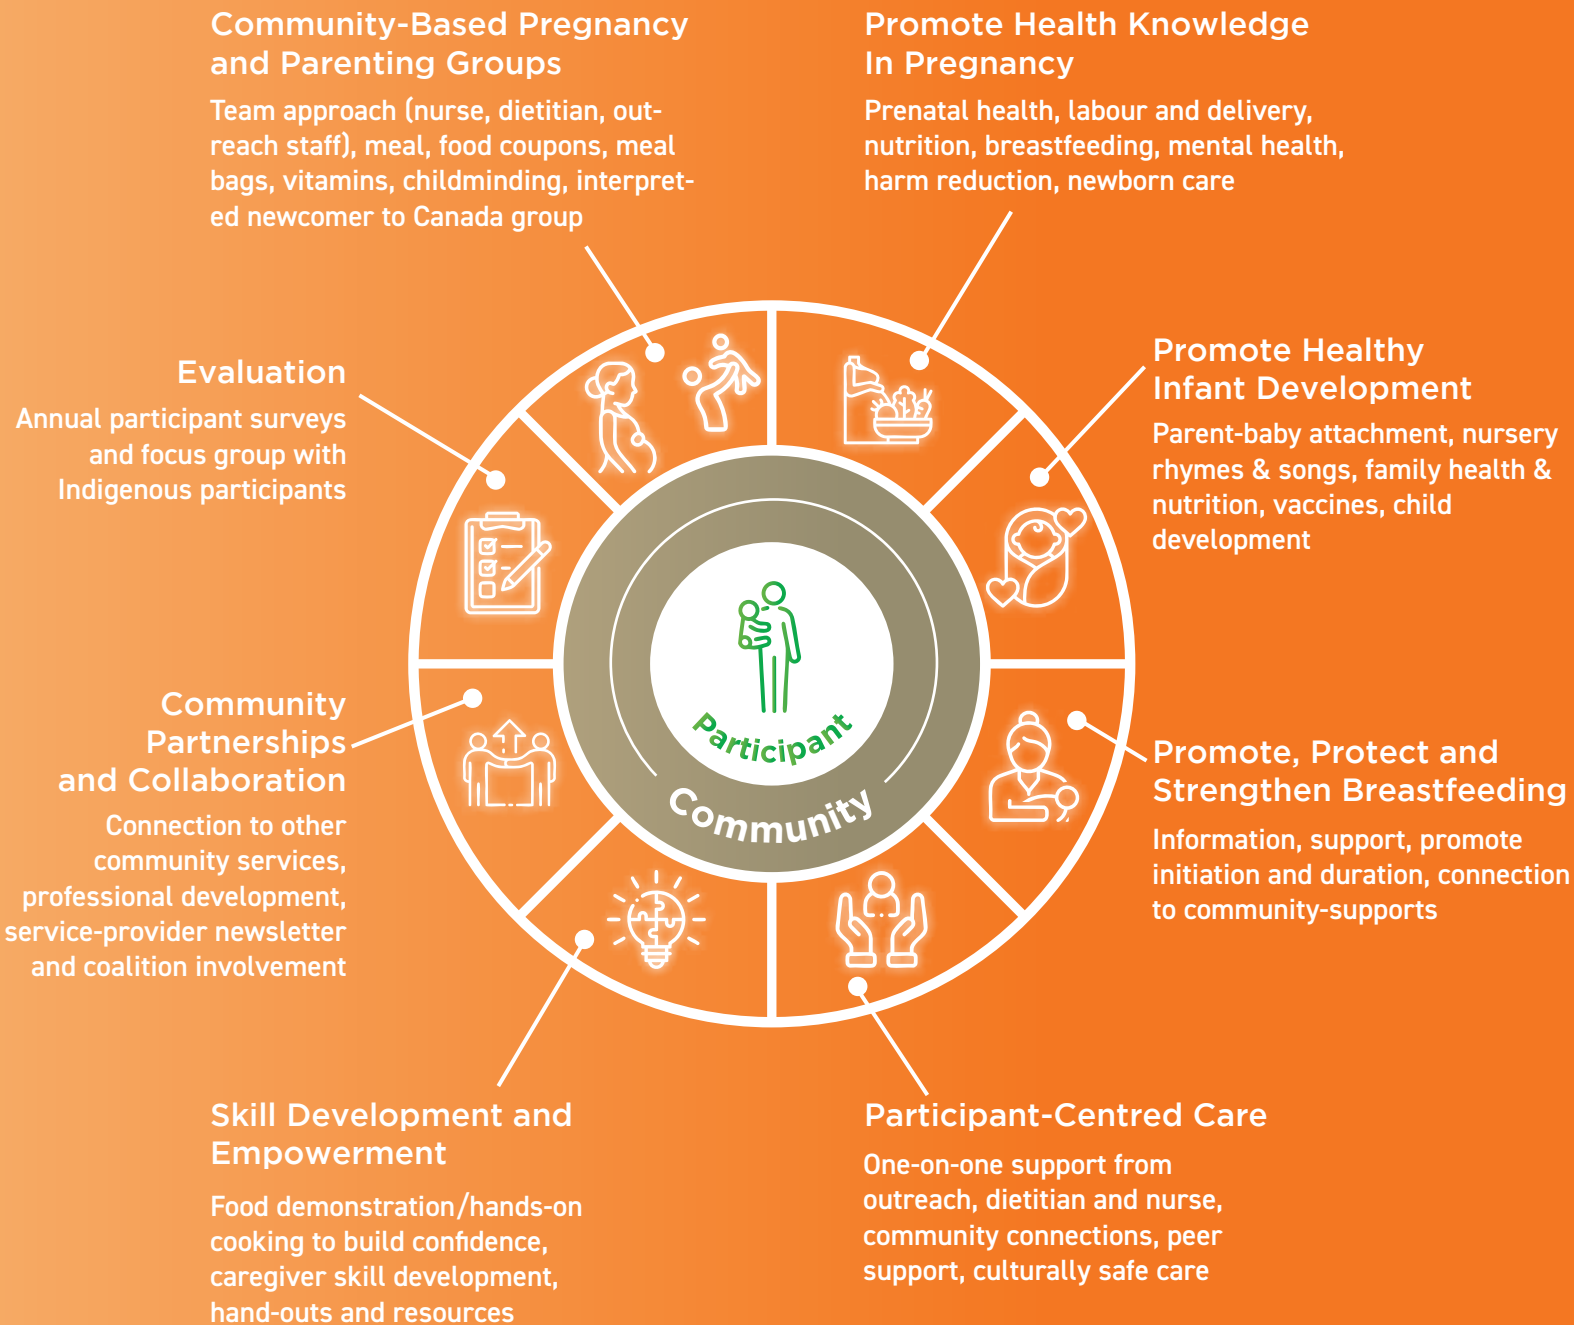 Community-Based Pregnancy
and Parenting Groups
Team approach (nurse, dietitian, out-
reach staff), meal, food coupons, meal
bags, vitamins, childminding, interpret-
ed newcomer to Canada group
Promote Health Knowledge
In Pregnancy
Prenatal health, labour and delivery,
nutrition, breastfeeding, mental health,
harm reduction, newborn care
Evaluation
Annual participant surveys
and focus group with
Indigenous participants
Promote Healthy
Infant Development
Parent-baby attachment, nursery
rhymes & songs, family health &
nutrition, vaccines, child
development
Participant
Community
Community
Partnerships
and Collaboration
Connection to other
community services,
professional development,
service-provider newsletter
and coalition involvement
Promote, Protect and
Strengthen Breastfeeding
Information, support, promote
initiation and duration, connection
to community-supports
Skill Development and
Empowerment
Food demonstration/hands-on
cooking to build confidence,
caregiver skill development,
hand-outs and resources
Participant-Centred Care
One-on-one support from
outreach, dietitian and nurse,
community connections, peer
support, culturally safe care